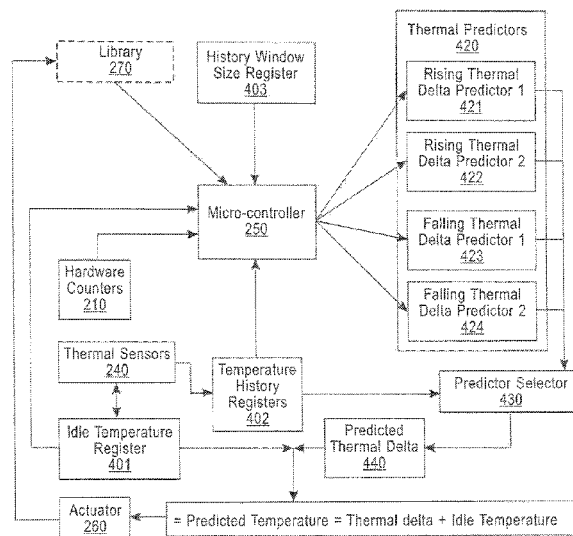 Library
270
History Window
Size Register
403
Thermal Predictors
420
Rising Thermal
Delta Predictor 1
421
Rising Thermal
Delta Predictor 2
422
Falling Thermal
Delta Predictor 1
423
Falling Thermal
Delta Predictor 2
424
Micro-controller
250
Hardware
Counters
210
Thermal Sensors
240
Temperature
History
Registers
402
Predictor Selector
430
Idle Temperature
Register
401
Predicted
Thermal Delta
440
Actuator
260
= Predicted Temperature = Thermal delta + Idle Temperature